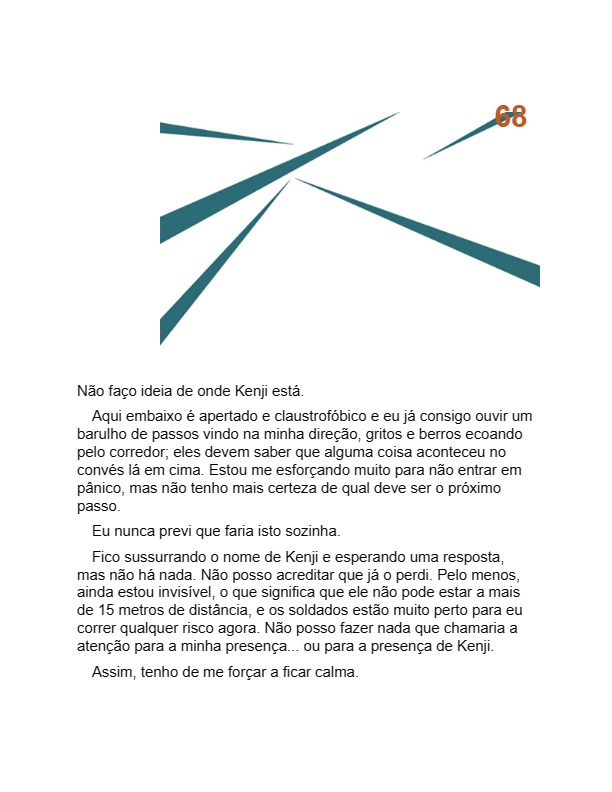 68
Não faço ideia de onde Kenji está.
Aqui embaixo é apertado e claustrofóbico e eu já consigo ouvir um
barulho de passos vindo na minha direção, gritos e berros ecoando
pelo corredor; eles devem saber que alguma coisa aconteceu no
convés lá em cima. Estou me esforçando muito para não entrar em
pânico, mas não tenho mais certeza de qual deve ser o próximo
passo.
Eu nunca previ que faria isto sozinha.
Fico sussurrando o nome de Kenji e esperando uma resposta,
mas não há nada. Não posso acreditar que já o perdi. Pelo menos,
ainda estou invisível, o que significa que ele não pode estar a mais
de 15 metros de distância, e os soldados estão muito perto para eu
correr qualquer risco agora. Não posso fazer nada que chamaria a
atenção para a minha presença... ou para a presença de Kenji.
Assim, tenho de me forçar a ficar calma.